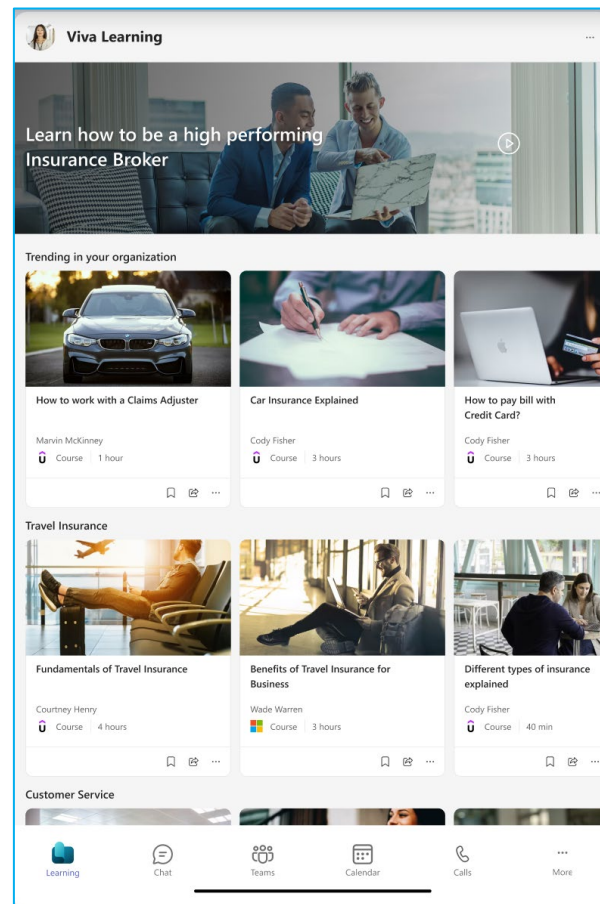 Viva Learning
Learn how to be a high performing
Insurance Broker
Trending in your organization
How to work with a Claims Adjuster
Marvin McKinney
Course 1 hour
Car Insurance Explained
Cody Fisher
Course 3 hours
How to pay bill with
Credit Card?
Cody Fisher
Course 3 hours
Travel Insurance
Fundamentals of Travel Insurance
Courtney Henry
Course 4 hours
Benefits of Travel Insurance for
Business
Wade Warren
Course 3 hours
Different types of insurance
explained
Cody Fisher
Course 40 min
Customer Service
Learning
Chat
Teams
Calendar
Calls
More